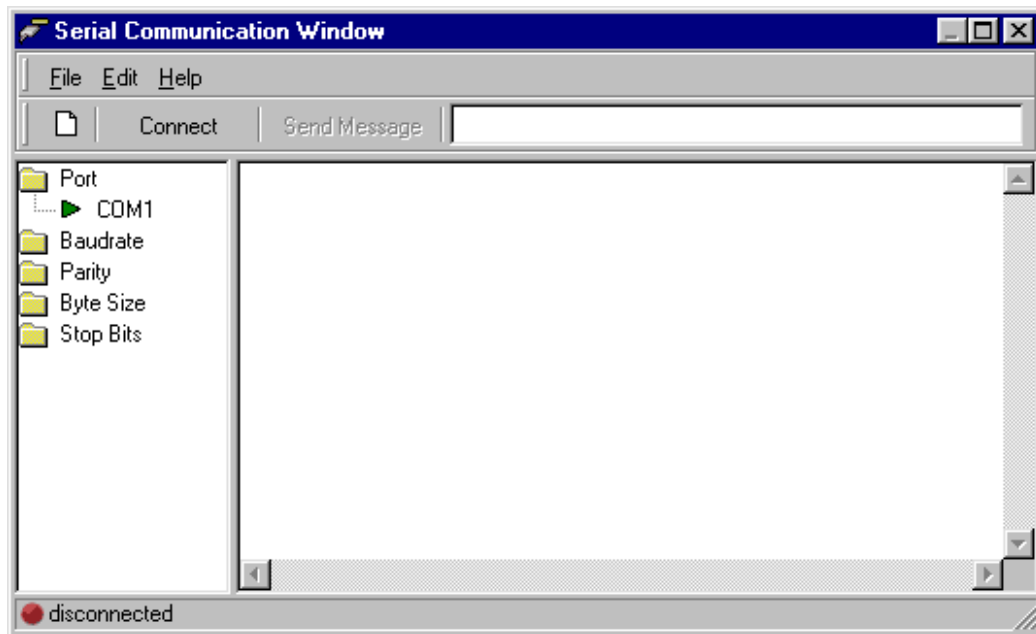 Serial Communication Window
File Edit Help
Connect Send Message
Port
COM1
Baudrate
Parity
Byte Size
Stop Bits
disconnected